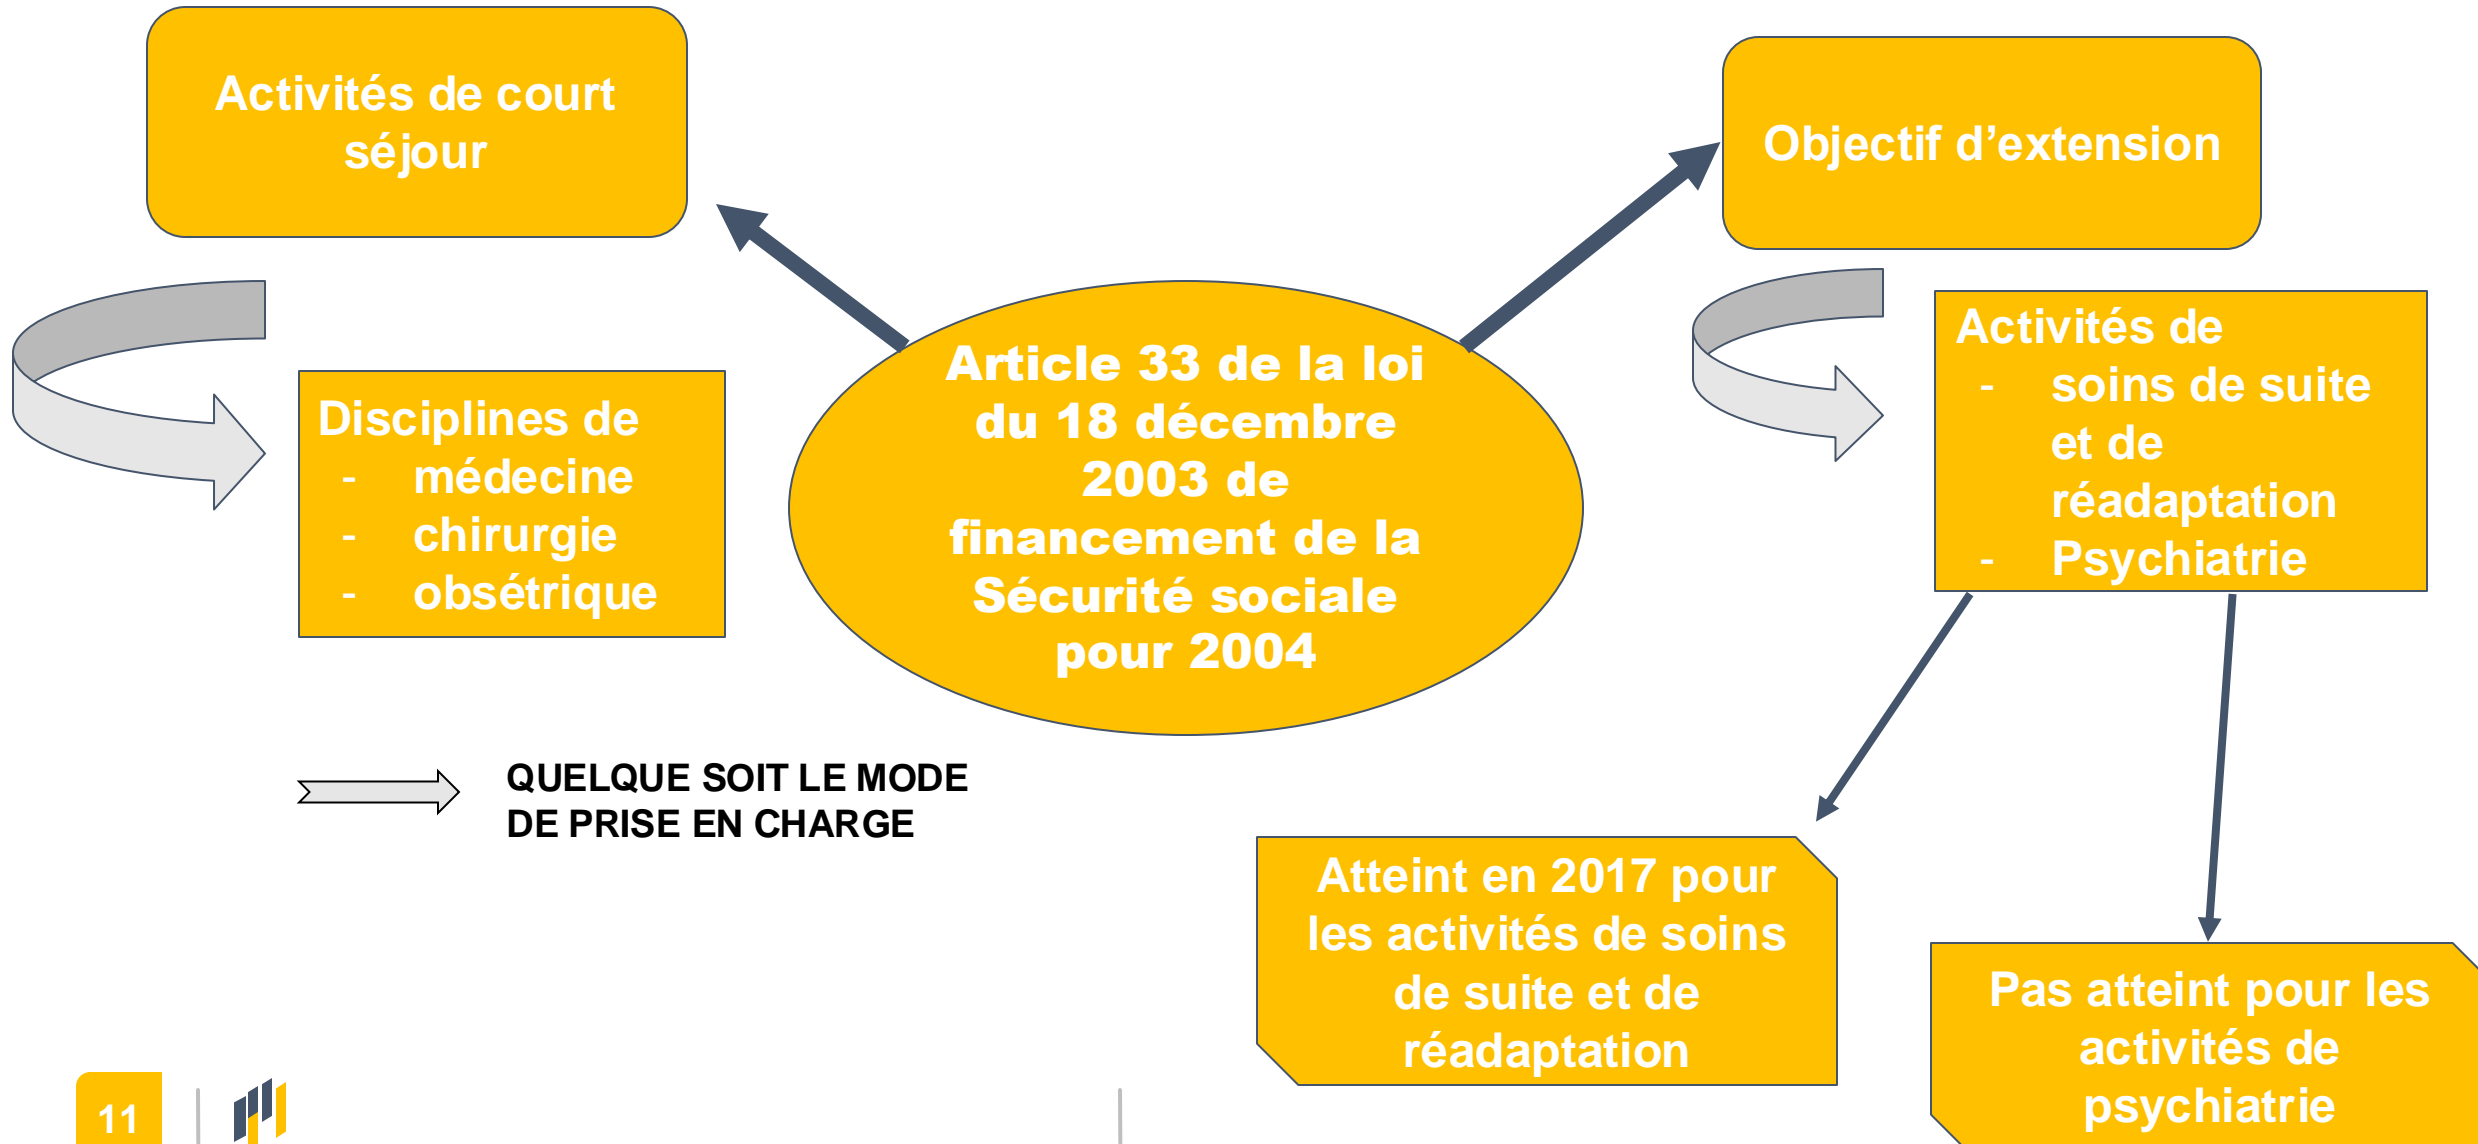 Activités de court
séjour
Objectif d’extension
Disciplines de
- médecine
- chirurgie
- obsétrique
Article 33 de la loi
du 18 décembre
2003 de
financement de la
Sécurité sociale
pour 2004
Activités de
- soins de suite
et de
réadaptation
- Psychiatrie
QUELQUE SOIT LE MODE
DE PRISE EN CHARGE
Atteint en 2017 pour
les activités de soins
de suite et de
réadaptation
Pas atteint pour les
activités de
psychiatrie
11